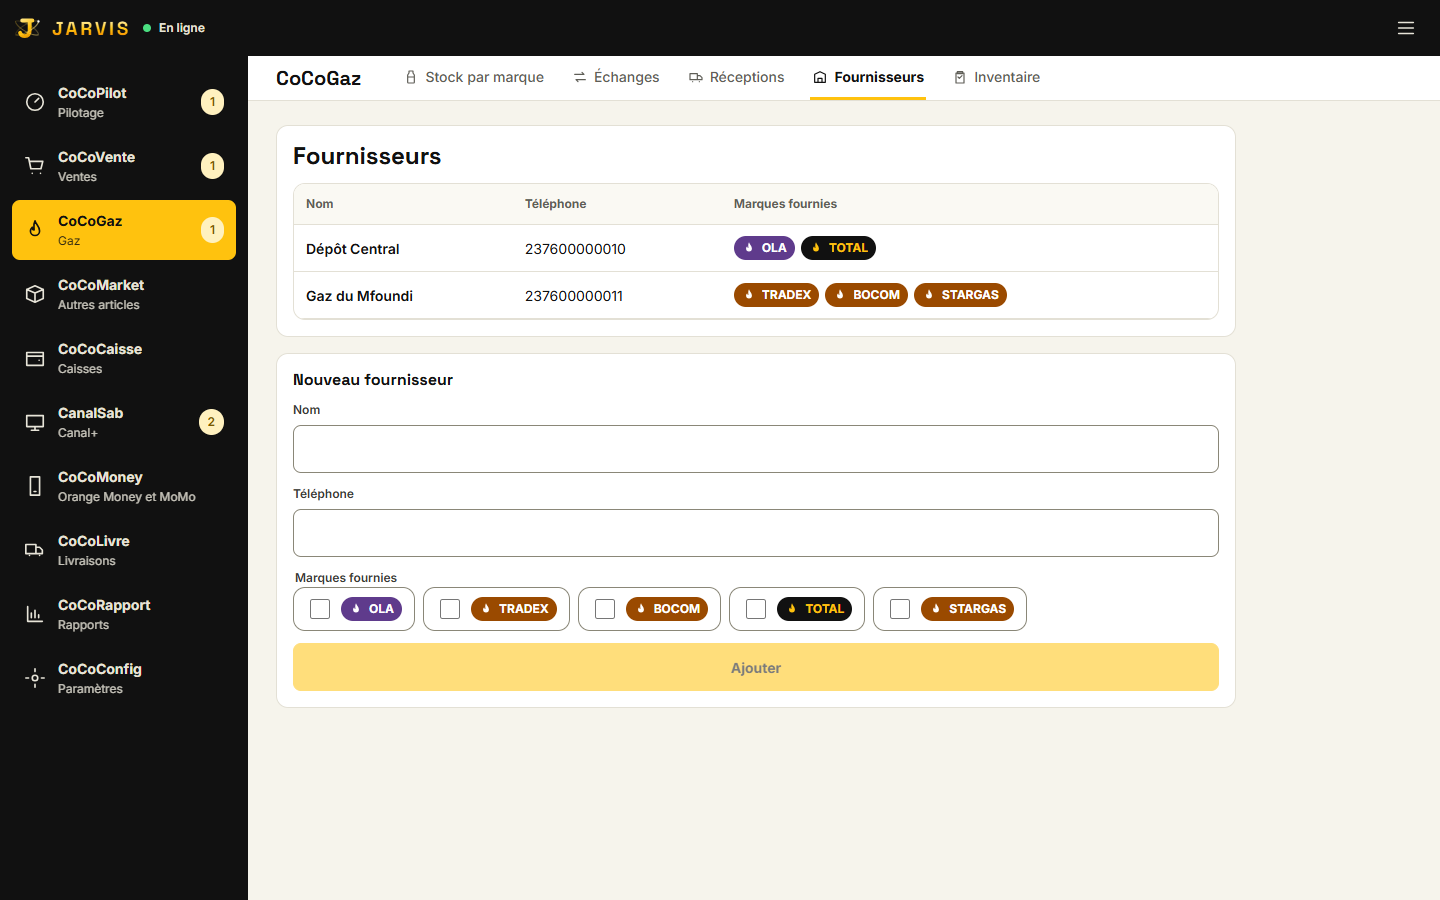 JARVIS En ligne
CoCoPilot
Pilotage
1
CoCoVente
Ventes
1
CoCoGaz
Gaz
1
CoCoMarket
Autres articles
CoCoCaisse
Caisses
CanalSab
Canal+
2
CoCoMoney
Orange Money et MoMo
CoCoLivre
Livraisons
CoCoRapport
Rapports
CoCoConfig
Paramètres
CoCoGaz Stock par marque Échanges Réceptions Fournisseurs Inventaire
Fournisseurs
Nom Téléphone Marques fournies
Dépôt Central 237600000010 OLA TOTAL
Gaz du Mfoundi 237600000011 TRADEX BOCOM STARGAS
Nouveau fournisseur
Nom
Téléphone
Marques fournies
OLA TRADEX BOCOM TOTAL STARGAS
Ajouter